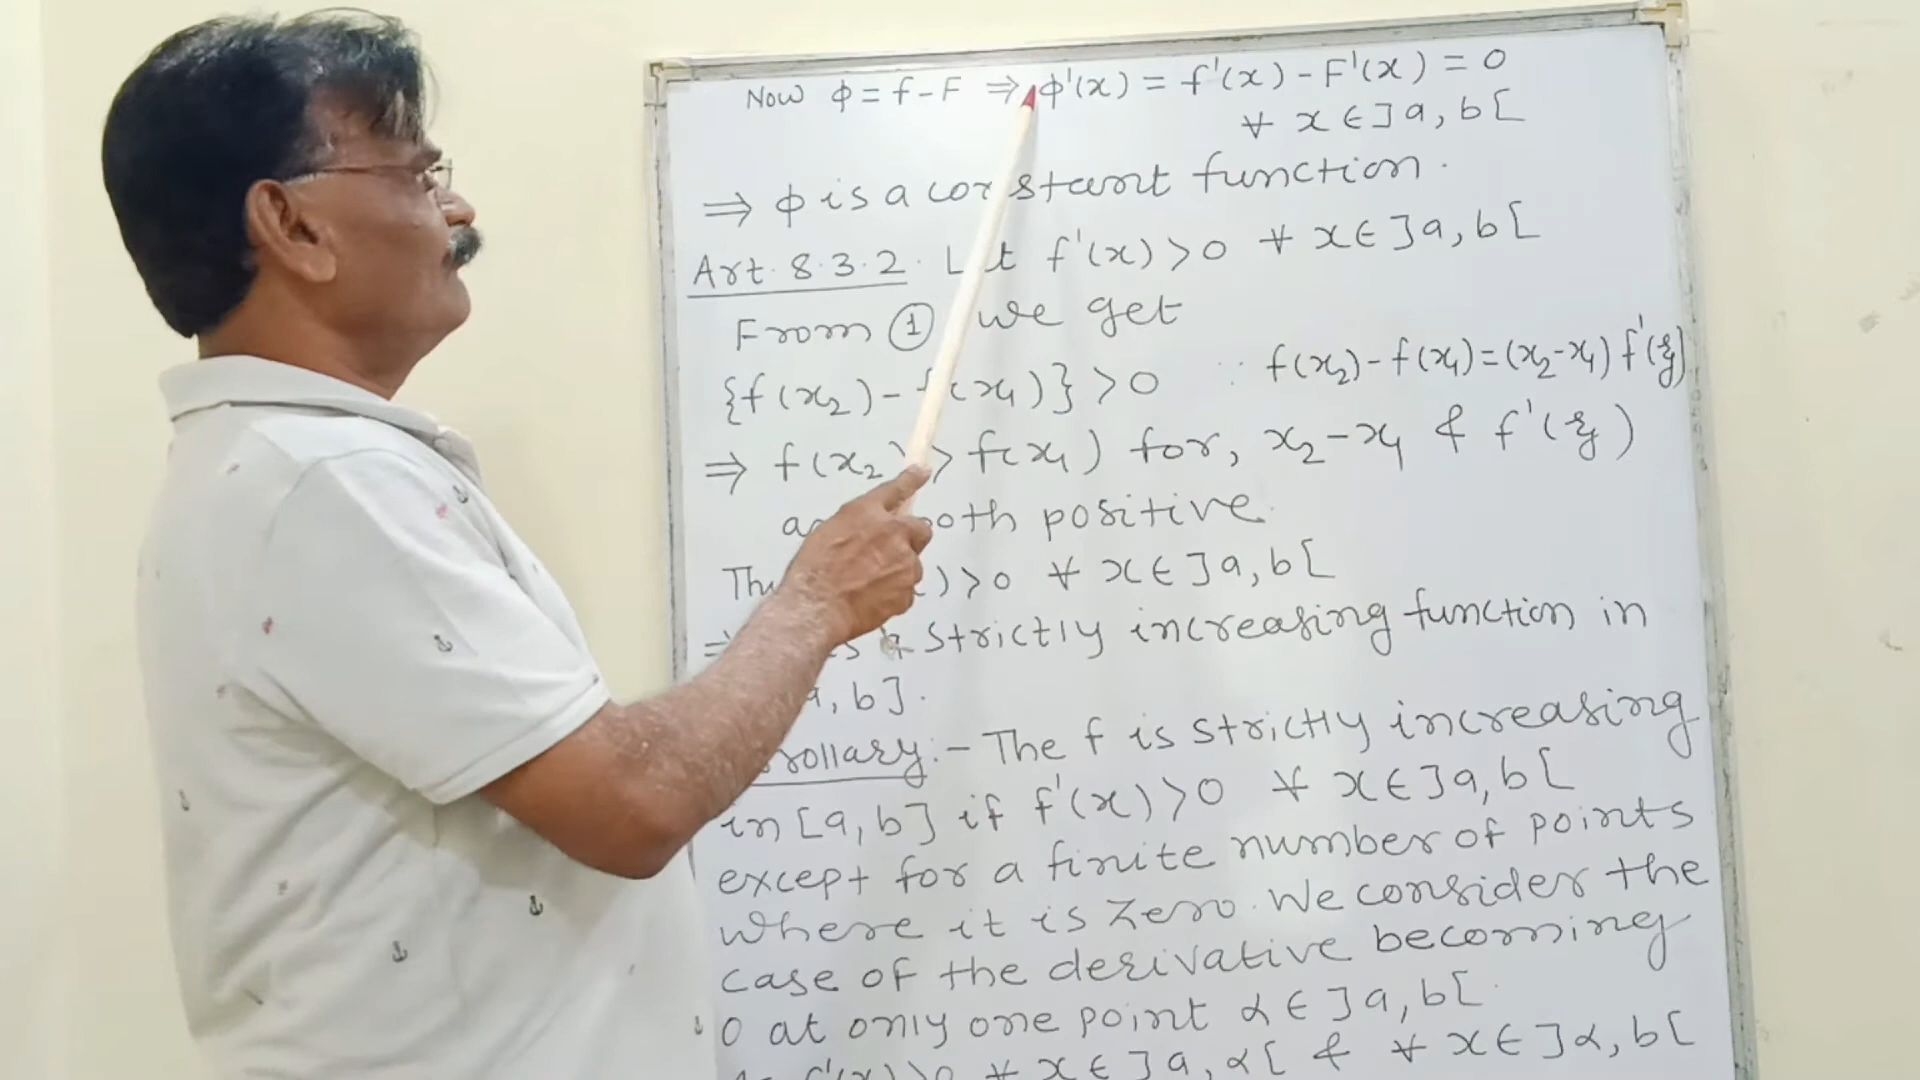 Now ϕ = f - F ⇒ ϕ'(x) = f'(x) - F'(x) = 0
∀ x ∈ ]a, b[
⇒ ϕ is a constant function.
Art. 8.3.2. Let f'(x) > 0 ∀ x ∈ ]a, b[
From ① we get
{f(x₂) - f(x₁)} > 0 ∵ f(x₂) - f(x₁) = (x₂-x₁) f'(ξ)
⇒ f(x₂) > f(x₁) for, x₂-x₁ & f'(ξ)
both positive.
) > 0 ∀ x ∈ ]a, b[
strictly increasing function in
a, b].
Corollary:- The f is strictly increasing
in [a, b] if f'(x) > 0 ∀ x ∈ ]a, b[
except for a finite number of points
where it is zero. We consider the
case of the derivative becoming
0 at only one point α ∈ ]a, b[.
f'(x) > 0 ∀ x ∈ ]a, α[ & ∀ x ∈ ]α, b[